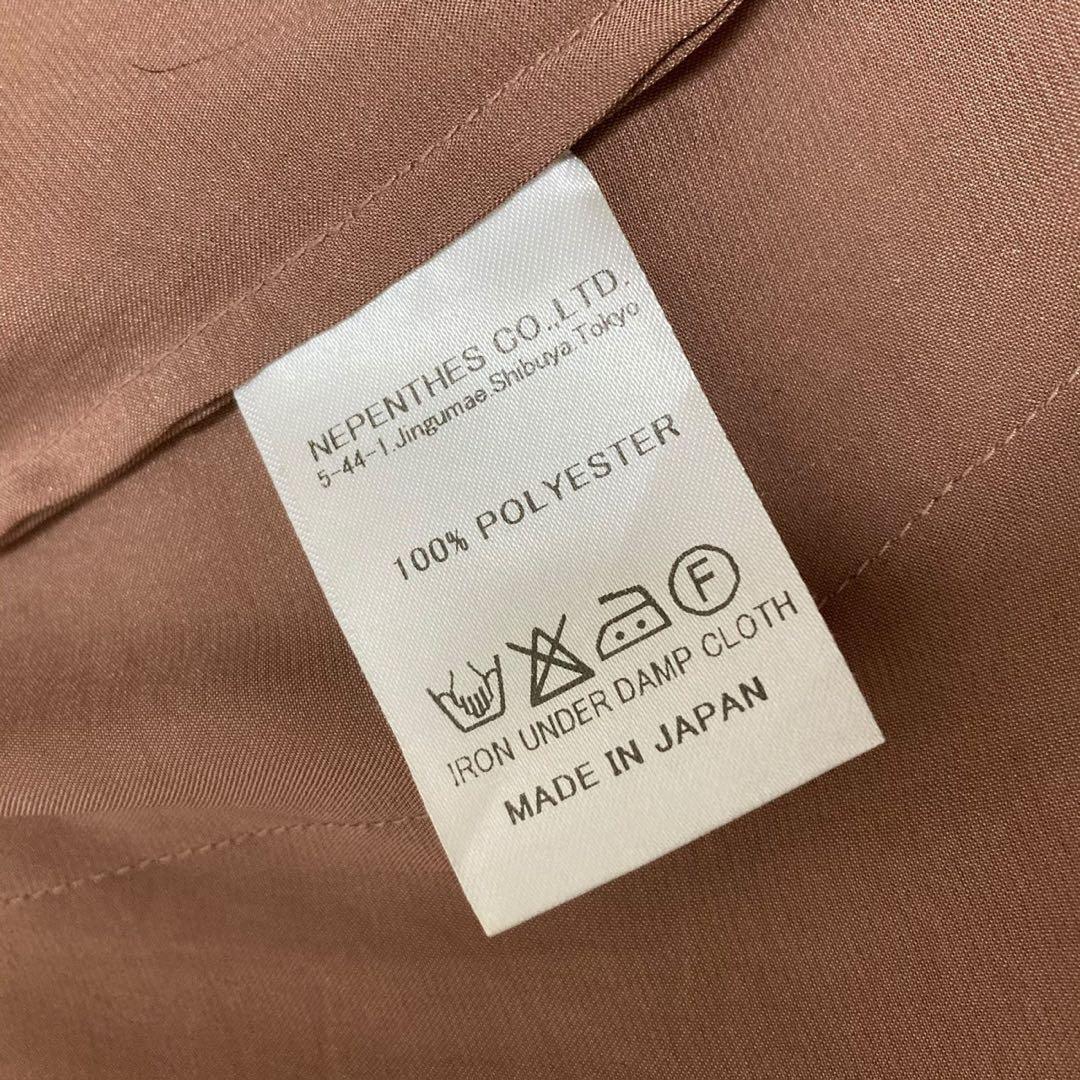 NEPENTHES CO.,LTD.
5-44-1.Jingumae.Shibuya.Tokyo
100% POLYESTER
F
IRON UNDER DAMP CLOTH
MADE IN JAPAN